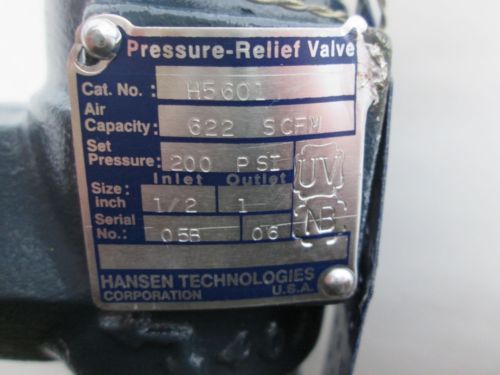 Pressure-Relief Valve
Cat. No.: H5601
Air
Capacity: 622 SCFM
Set
Pressure: 200 PSI
Inlet Outlet
Size:
Inch 1/2 1
UV
Serial
No.: 05B 06
NB
HANSEN TECHNOLOGIES
CORPORATION U.S.A.